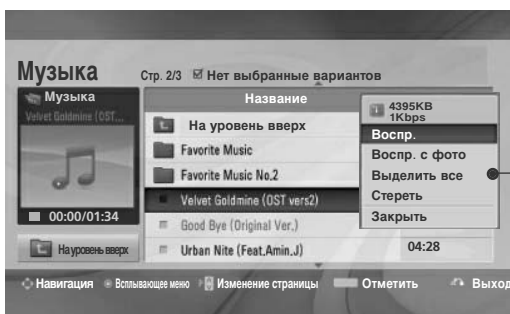 Музыка
Стр. 2/3 Нет выбранные вариантов
Музыка
Velvet Goldmine (OST...
00:00/01:34
На уровень вверх
Название
На уровень вверх
Favorite Music
Favorite Music No.2
Velvet Goldmine (OST vers2)
Good Bye (Original Ver.)
Urban Nite (Feat.Amin.J)
04:28
4395KB
1Kbps
Воспр.
Воспр. с фото
Выделить все
Стереть
Закрыть
Навигация Всплывающее меню Изменение страницы Отметить Выход